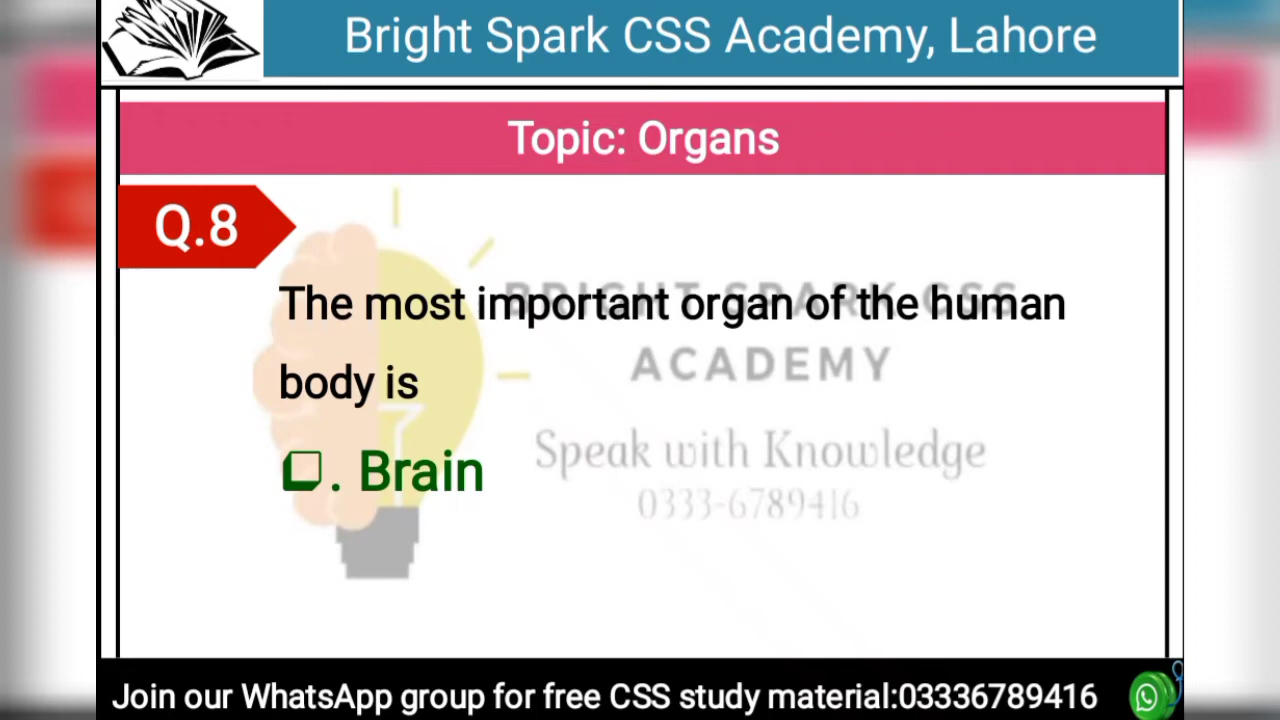 Bright Spark CSS Academy, Lahore
Topic: Organs
Q.8
The most important organ of the human
body is
❑. Brain
BRIGHT SPARK CSS
ACADEMY
Speak with Knowledge
0333-6789416
Join our WhatsApp group for free CSS study material:03336789416